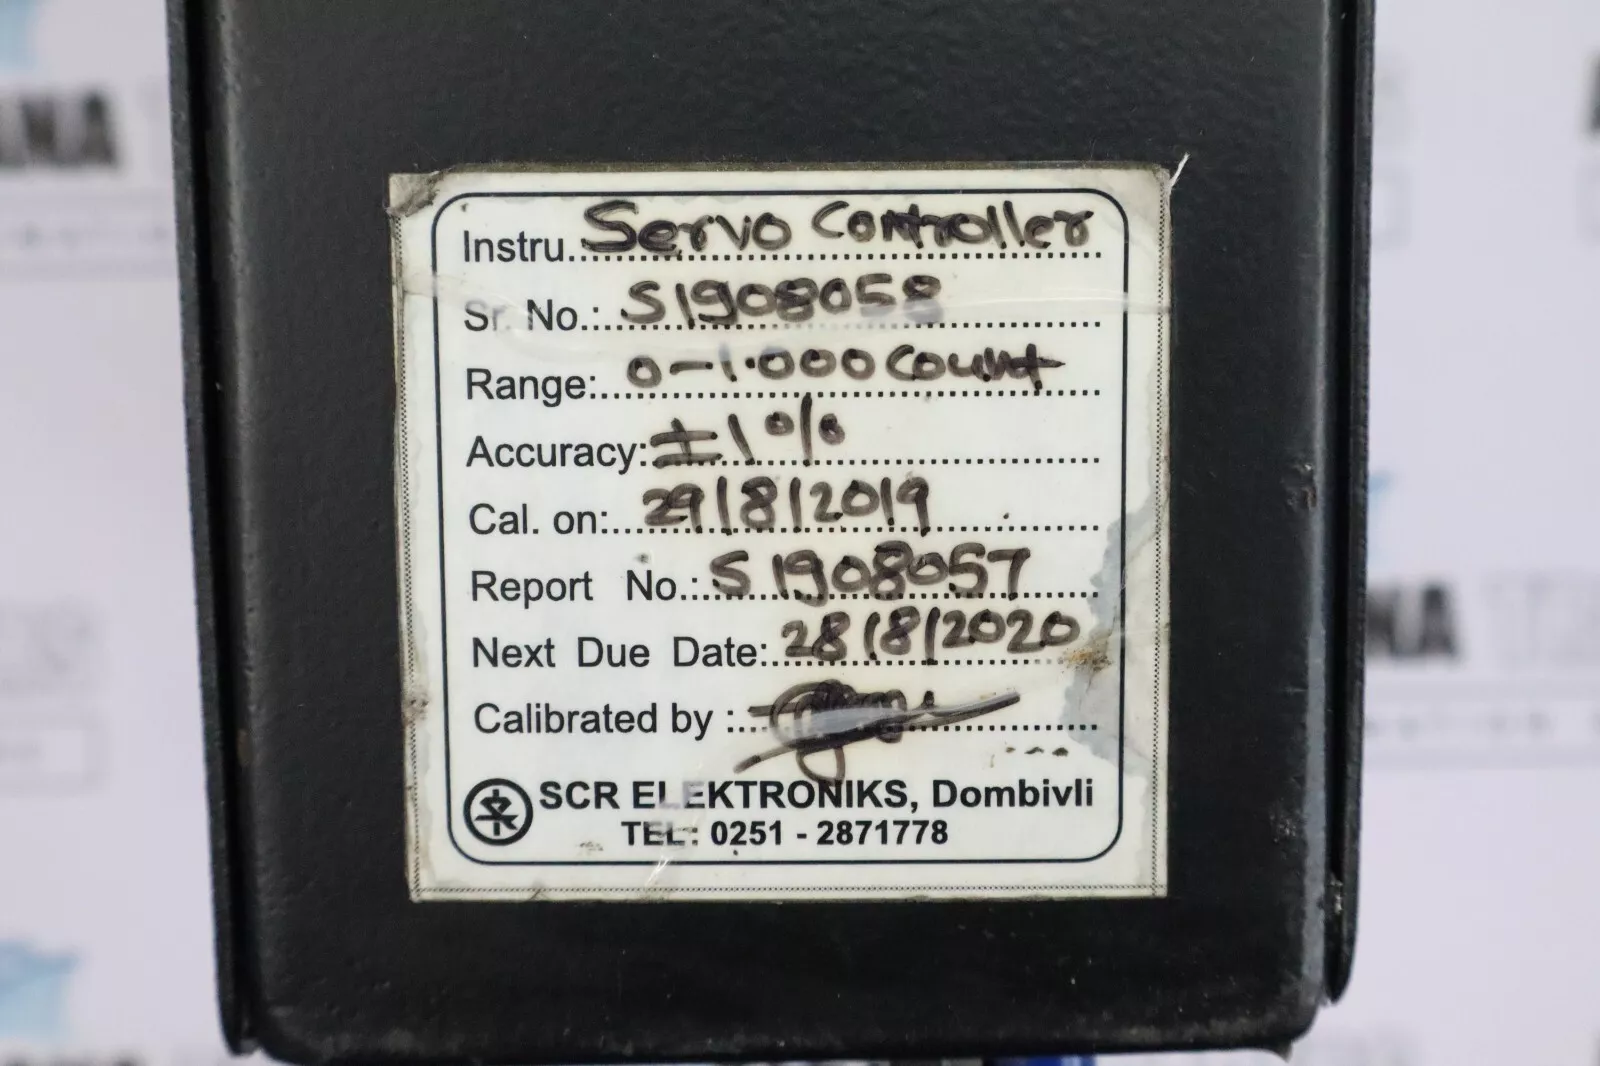 Instru. Servo Controller
Sr. No.: S1908058
Range: 0-1.000 Count
Accuracy: ±1%
Cal. on: 29/8/2019
Report No.: S1908057
Next Due Date: 28/8/2020
Calibrated by :
SCR ELEKTRONIKS, Dombivli
TEL: 0251 - 2871778